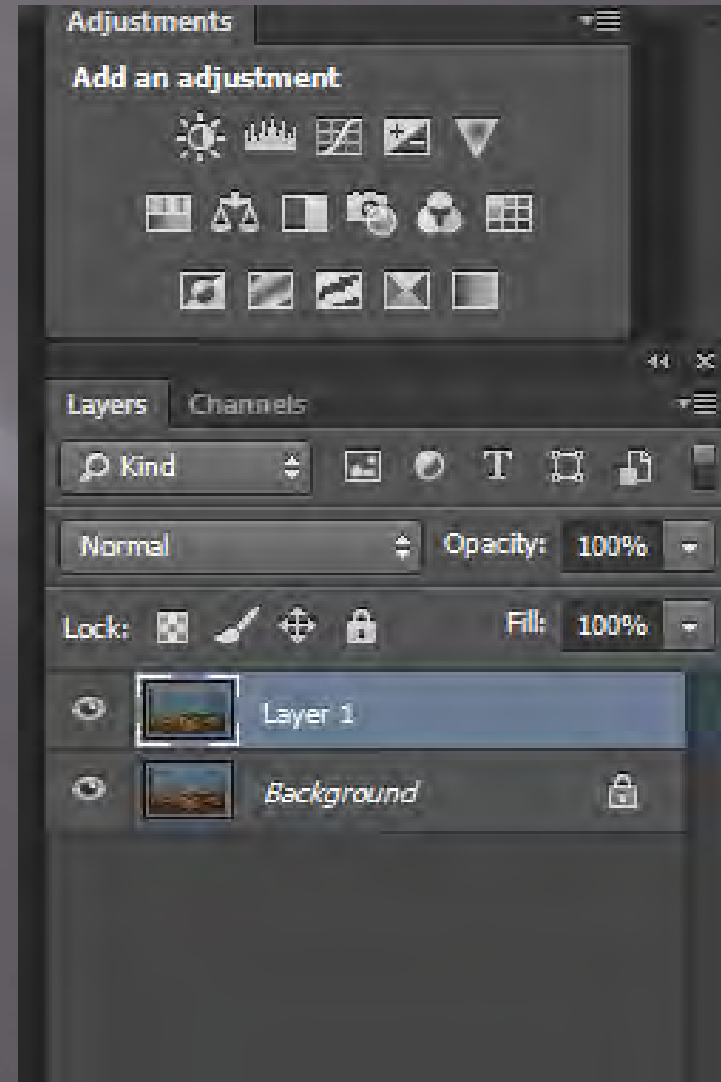 Adjustments
Add an adjustment
Layers Channels
Kind T
Normal Opacity: 100%
Lock: Fill: 100%
Layer 1
Background